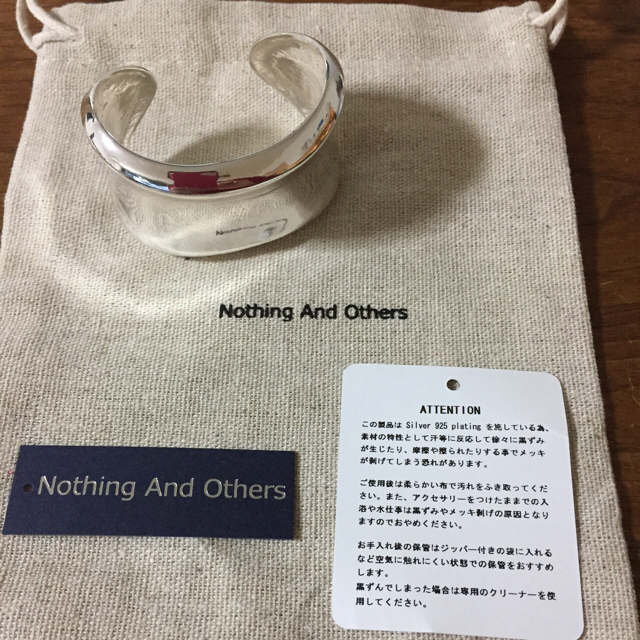 Nothing And Others
Nothing And Others
ATTENTION
この製品は Silver 925 plating を施している為、
素材の特性として汗等に反応して徐々に黒ずみ
が生じたり、摩擦や擦られたりする事でメッキ
が剥げてしまう恐れがあります。
ご使用後は柔らかい布で汚れをふき取ってくだ
さい。また、アクセサリーをつけたままでの入
浴や水仕事は黒ずみやメッキ剥げの原因となり
ますのでおやめください。
お手入れ後の保管はジッパー付きの袋に入れる
など空気に触れにくい状態での保管をおすすめ
します。
黒ずんでしまった場合は専用のクリーナーを使
用してください。